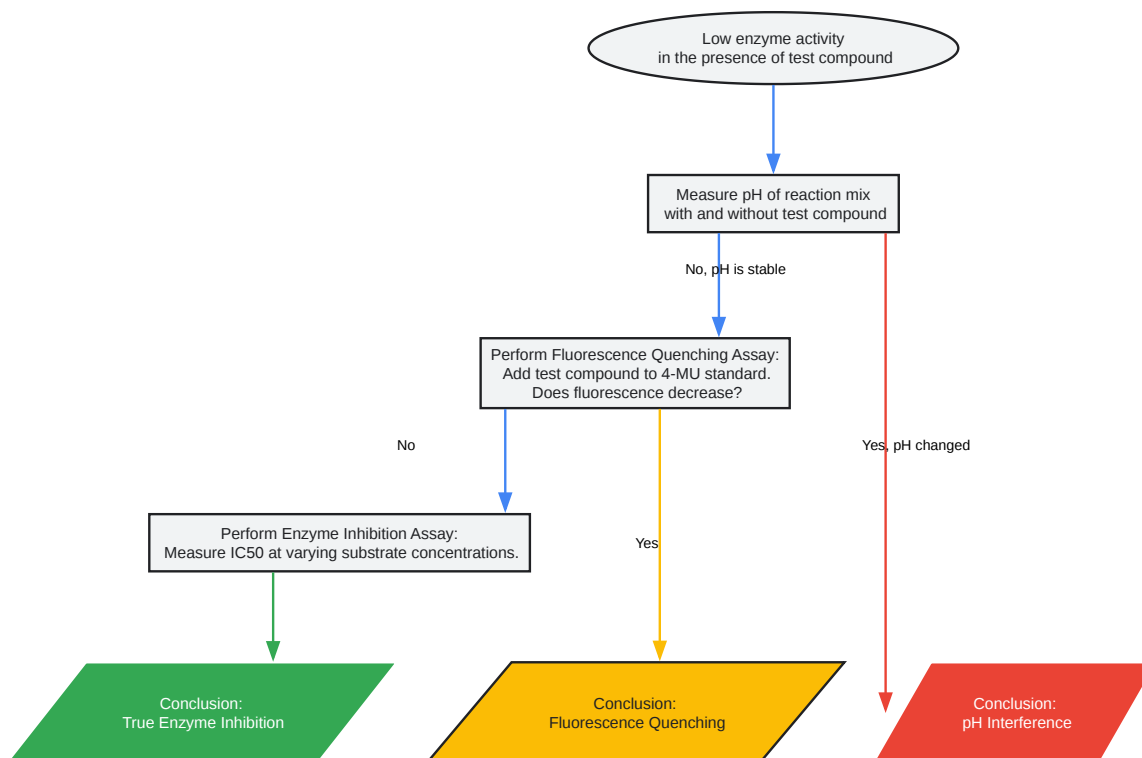 Low enzyme activity
in the presence of test compound
Measure pH of reaction mix
with and without test compound
No, pH is stable
Perform Fluorescence Quenching Assay:
Add test compound to 4-MU standard.
Does fluorescence decrease?
No
Yes, pH changed
Perform Enzyme Inhibition Assay:
Measure IC50 at varying substrate concentrations.
Yes
Conclusion:
True Enzyme Inhibition
Conclusion:
Fluorescence Quenching
Conclusion:
pH Interference